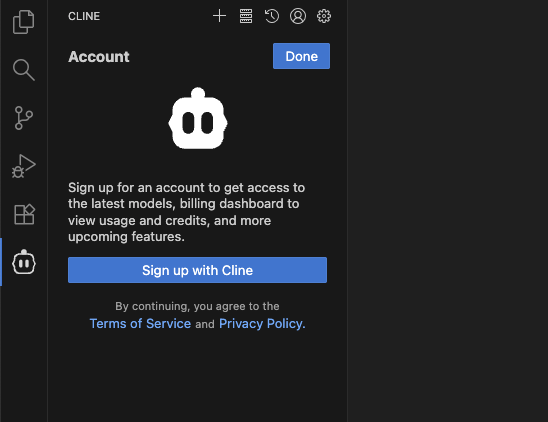 CLINE
Account
Done
Sign up for an account to get access to
the latest models, billing dashboard to
view usage and credits, and more
upcoming features.
Sign up with Cline
By continuing, you agree to the
Terms of Service and Privacy Policy.